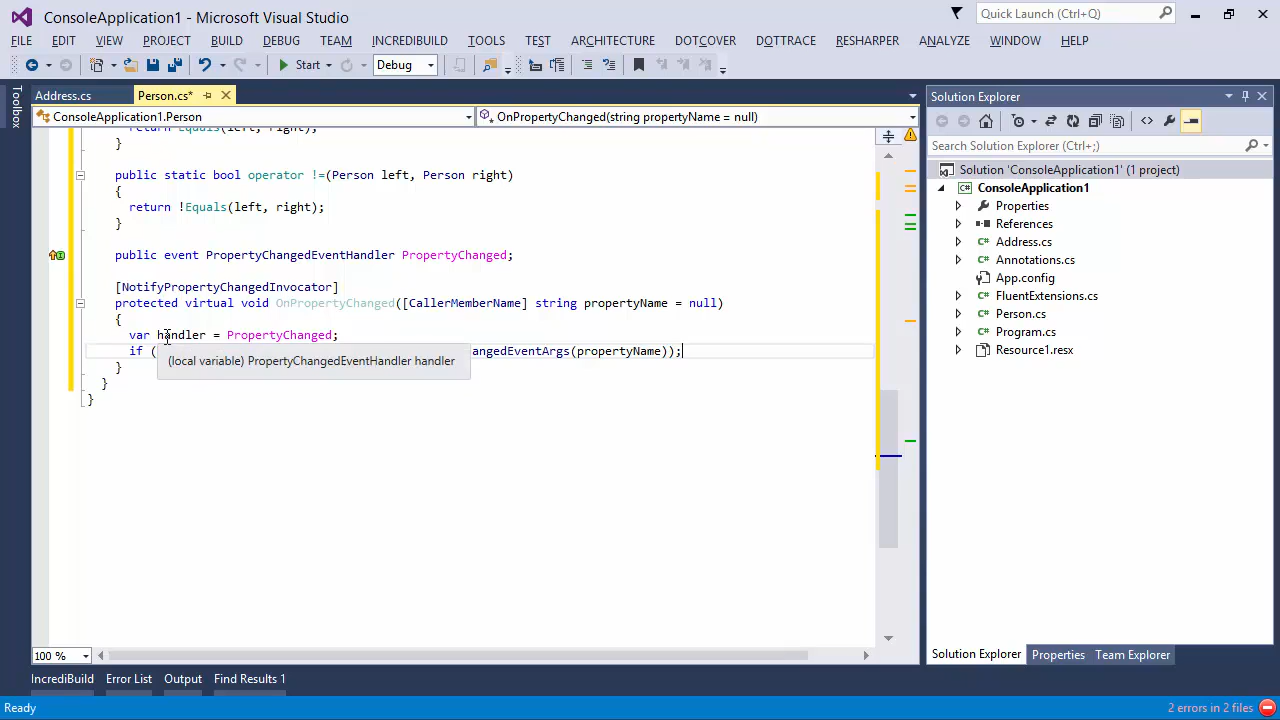 ConsoleApplication1 - Microsoft Visual Studio
Quick Launch (Ctrl+Q)
FILE EDIT VIEW PROJECT BUILD DEBUG TEAM INCREDIBUILD TOOLS TEST ARCHITECTURE DOTCOVER DOTTRACE RESHARPER ANALYZE WINDOW HELP
Start Debug
Toolbox
Address.cs Person.cs*
ConsoleApplication1.Person OnPropertyChanged(string propertyName = null)
return Equals(left, right);
}
public static bool operator !=(Person left, Person right)
{
return !Equals(left, right);
}
public event PropertyChangedEventHandler PropertyChanged;
[NotifyPropertyChangedInvocator]
protected virtual void OnPropertyChanged([CallerMemberName] string propertyName = null)
{
var handler = PropertyChanged;
if (
angedEventArgs(propertyName));
(local variable) PropertyChangedEventHandler handler
}
}
}
100 %
Solution Explorer
Search Solution Explorer (Ctrl+;)
Solution 'ConsoleApplication1' (1 project)
ConsoleApplication1
Properties
References
Address.cs
Annotations.cs
App.config
FluentExtensions.cs
Person.cs
Program.cs
Resource1.resx
Solution Explorer Properties Team Explorer
IncrediBuild Error List Output Find Results 1
Ready
2 errors in 2 files